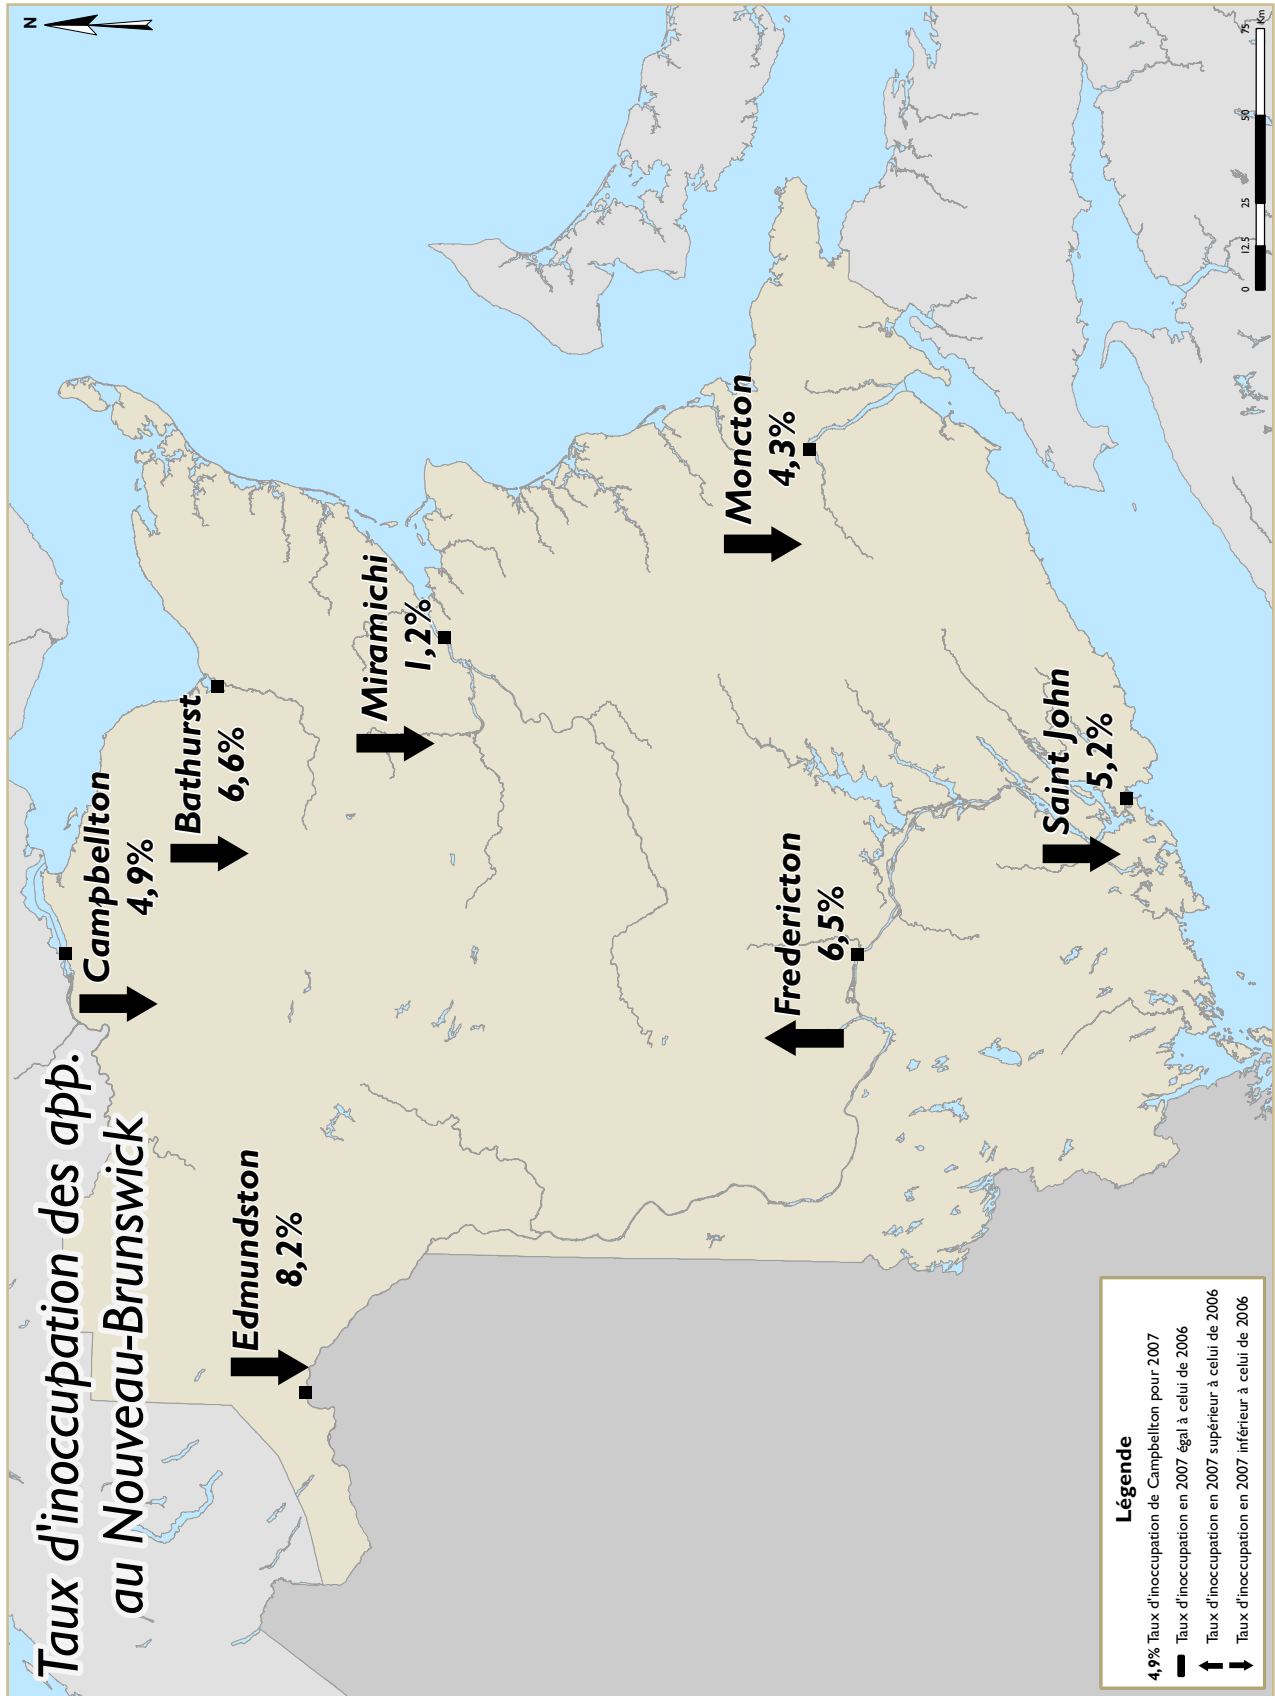 Taux d'inoccupation des app.
au Nouveau-Brunswick
N
Campbellton
4,9%
Bathurst
6,6%
Edmundston
8,2%
Miramichi
1,2%
Moncton
4,3%
Fredericton
6,5%
Saint John
5,2%
Légende
4,9% Taux d'inoccupation de Campbellton pour 2007
Taux d'inoccupation en 2007 égal à celui de 2006
Taux d'inoccupation en 2007 supérieur à celui de 2006
Taux d'inoccupation en 2007 inférieur à celui de 2006
0 12.5 25 50 75
Km